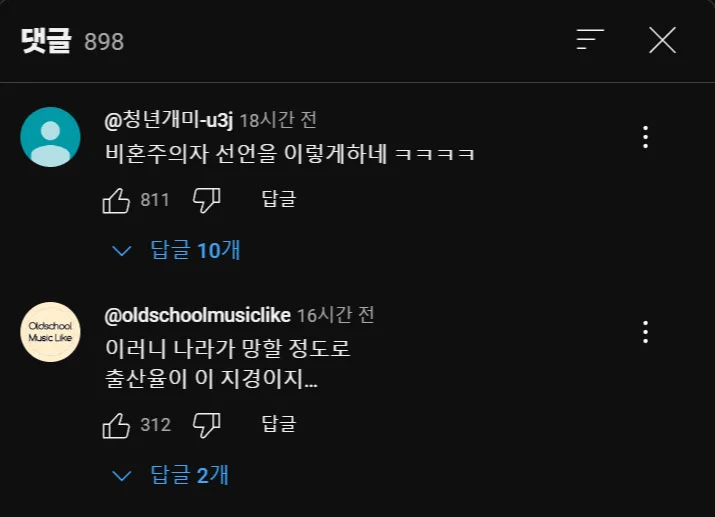 댓글 898
@청년개미-u3j 18시간 전
비혼주의자 선언을 이렇게하네 ㅋㅋㅋㅋ
811 답글
답글 10개
Oldschool
Music Like
@oldschoolmusiclike 16시간 전
이러니 나라가 망할 정도로
출산율이 이 지경이지...
312 답글
답글 2개